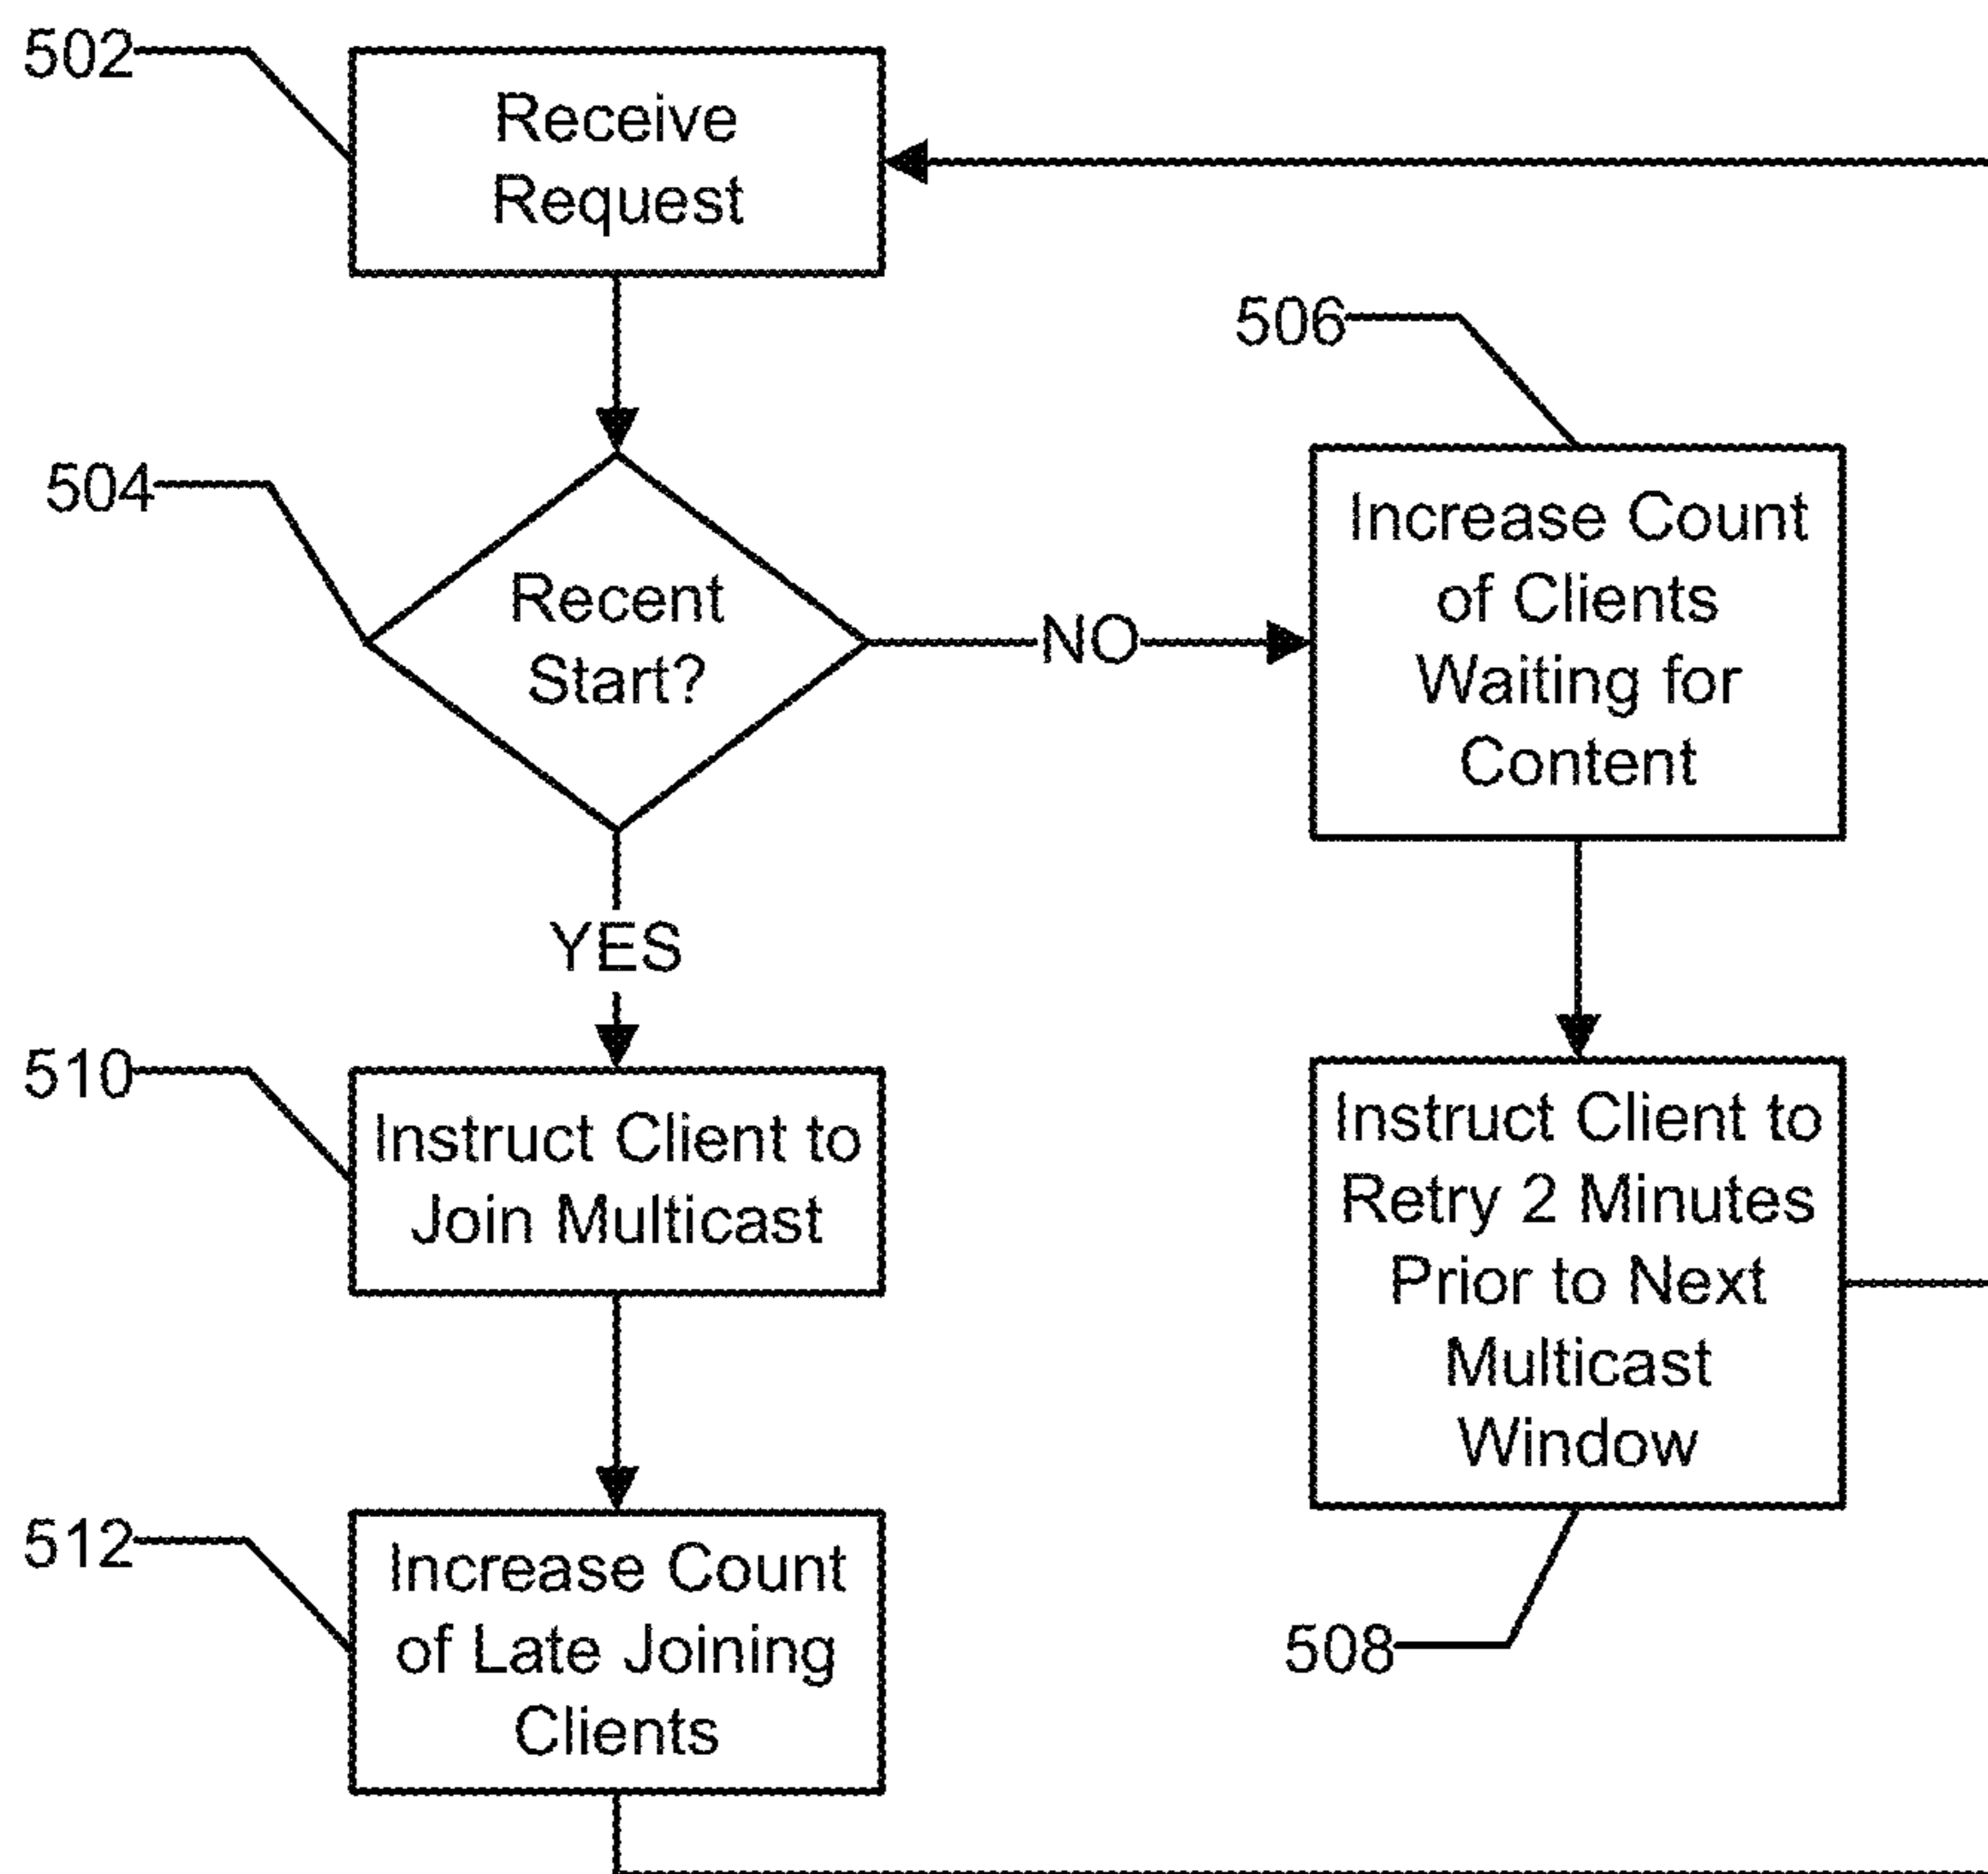 502
Receive
Request
506
504
Recent
Start?
NO
Increase Count
of Clients
Waiting for
Content
YES
510
Instruct Client to
Join Multicast
Instruct Client to
Retry 2 Minutes
Prior to Next
Multicast
Window
512
Increase Count
of Late Joining
Clients
508